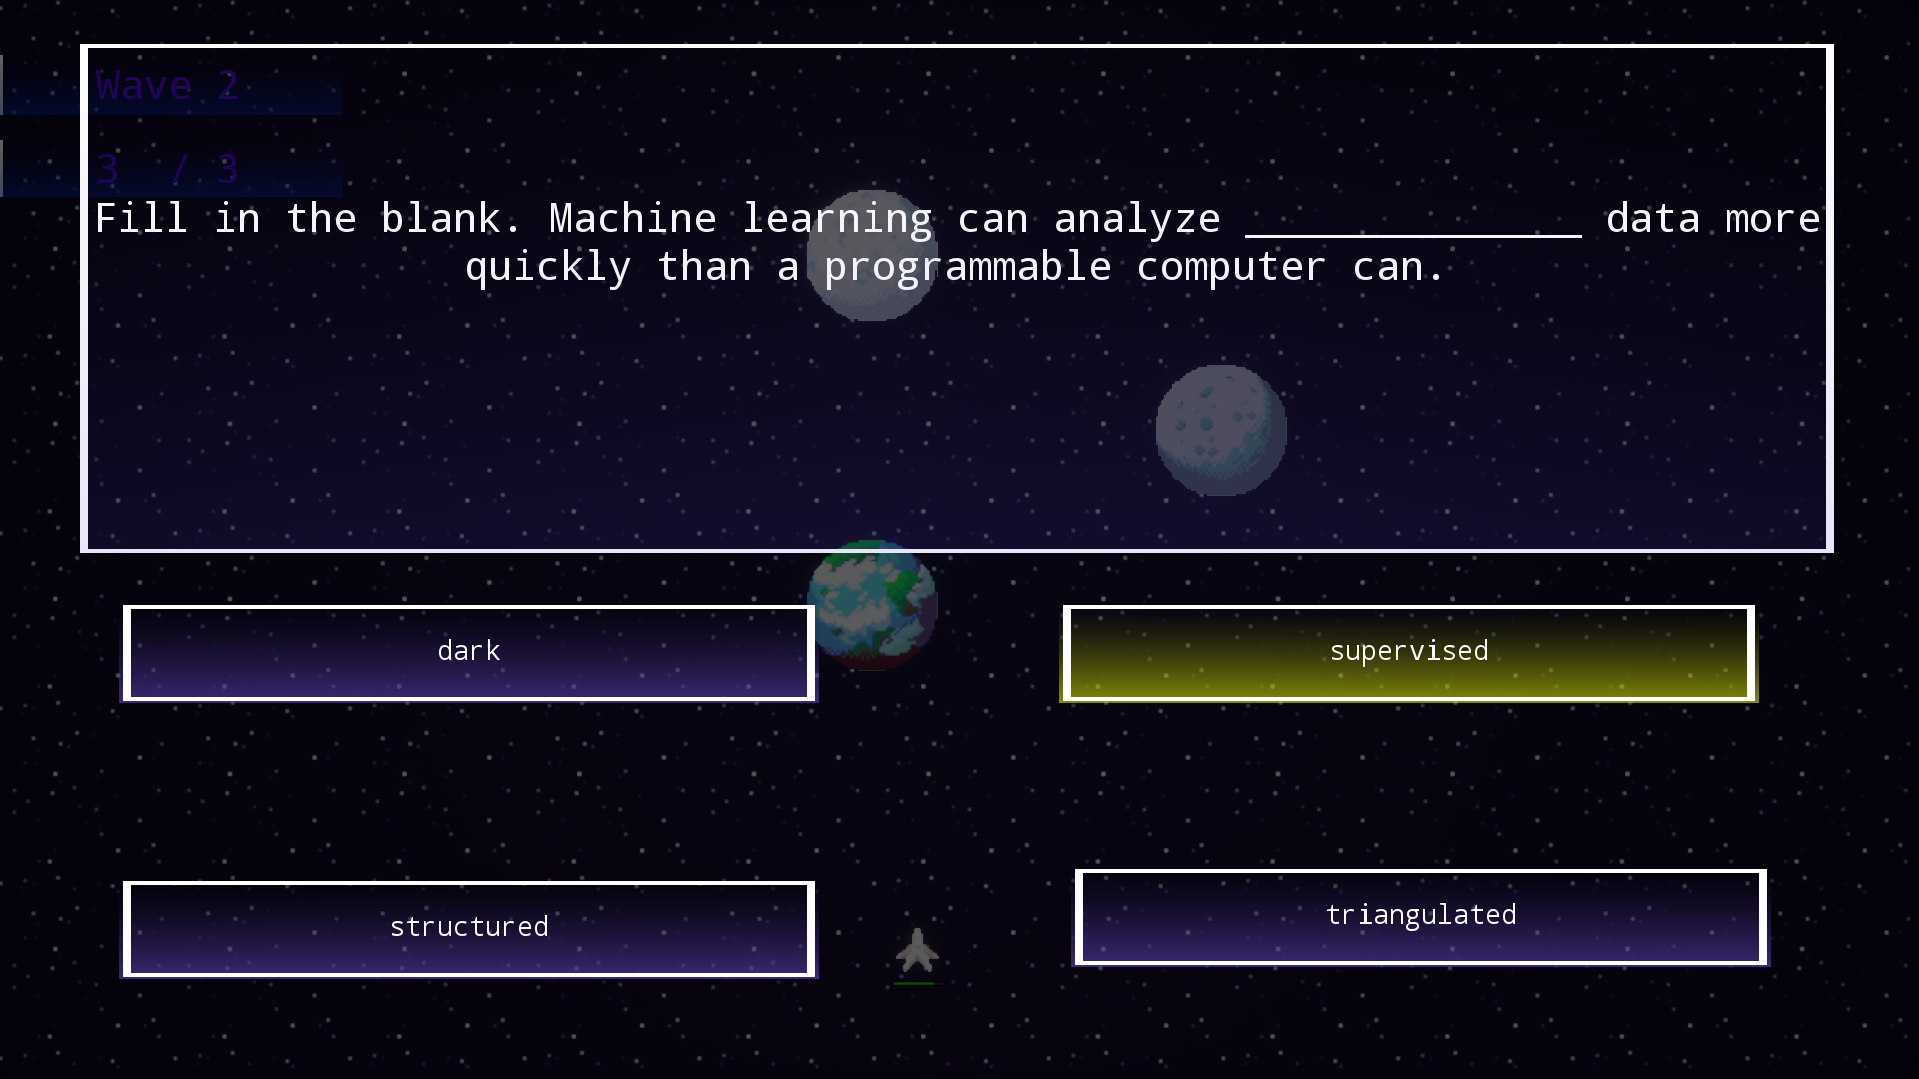 Wave 2
3 / 3
Fill in the blank. Machine learning can analyze ______________ data more
quickly than a programmable computer can.
dark
supervised
structured
triangulated